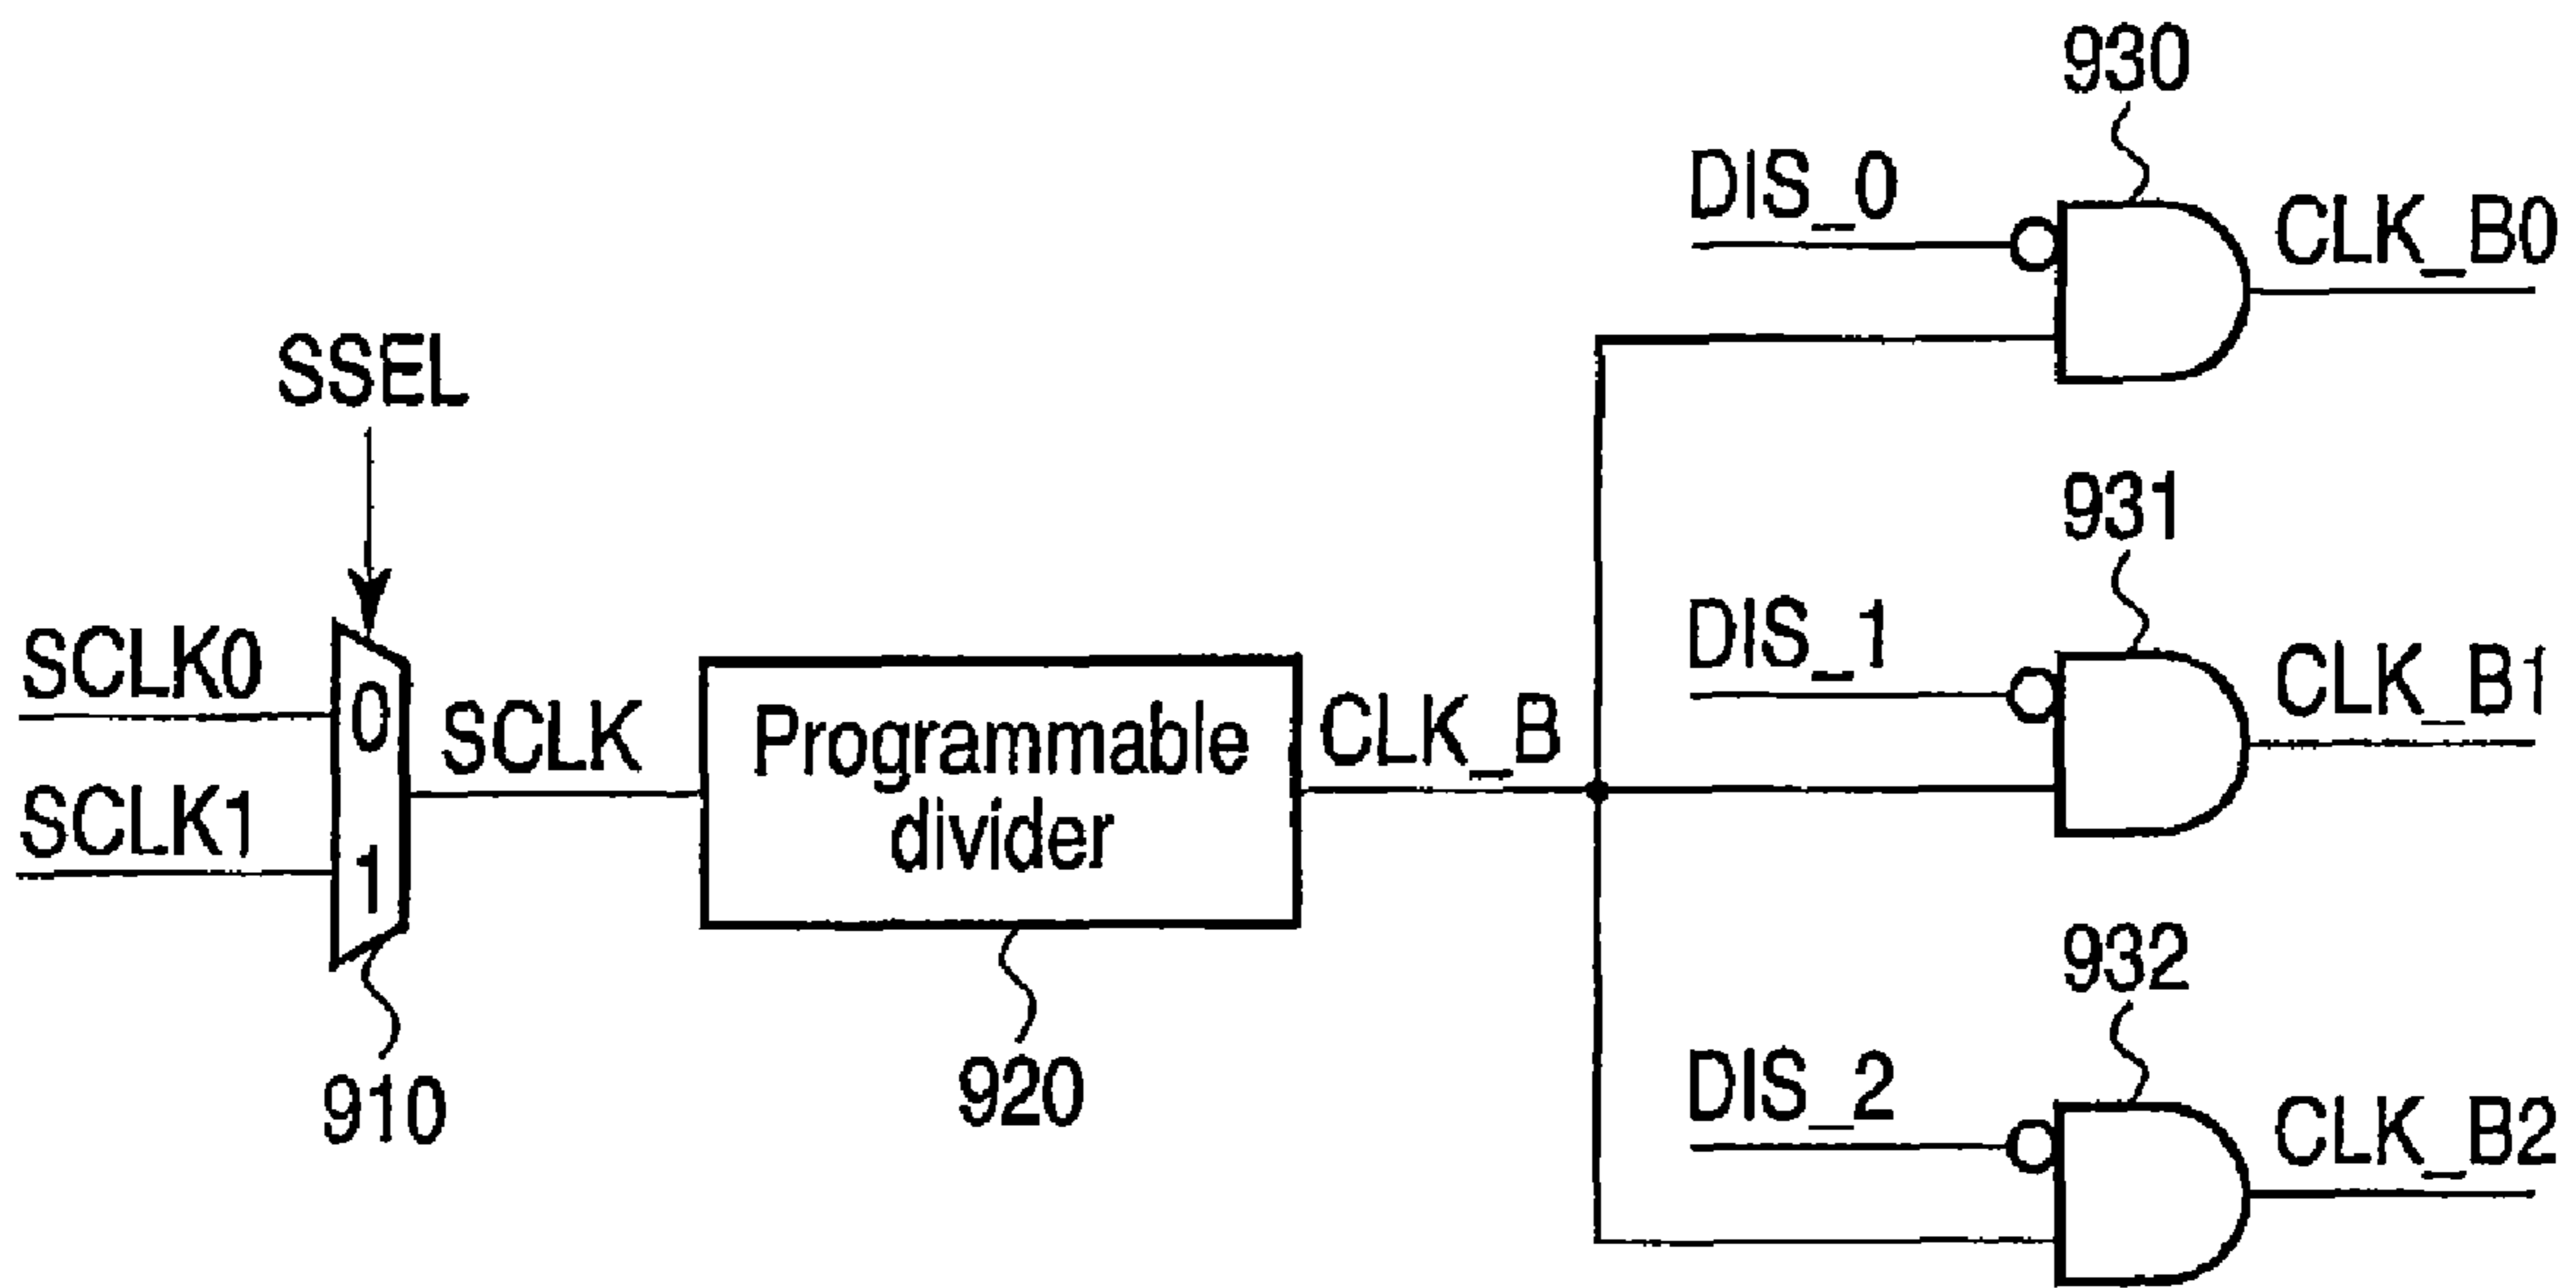 930
DIS_0
CLK_B0
SSEL
931
SCLK0
0
SCLK
Programmable
divider
CLK_B
DIS_1
CLK_B1
SCLK1
1
932
910
920
DIS_2
CLK_B2